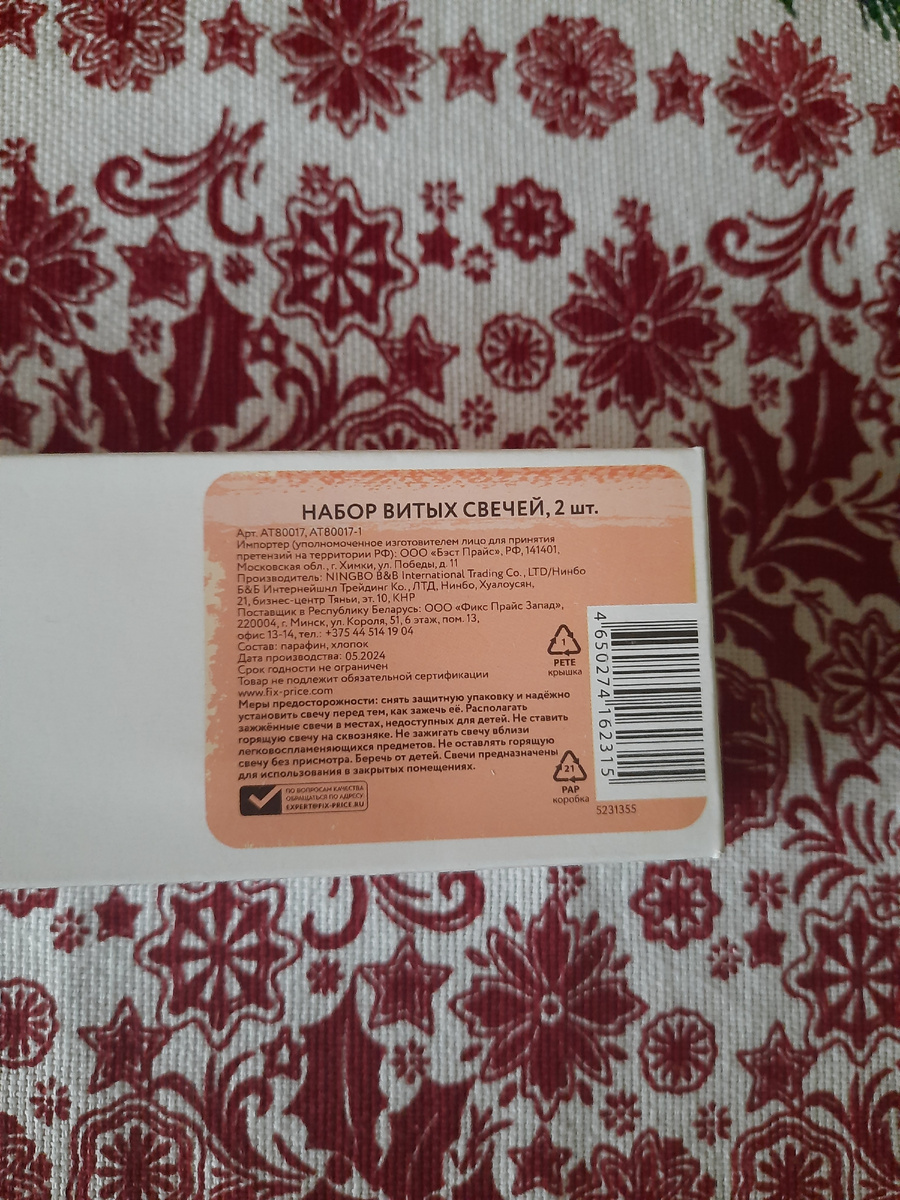 НАБОР ВИТЫХ СВЕЧЕЙ, 2 шт.
Арт. AT80017, AT80017-1
Импортер (уполномоченное изготовителем лицо для принятия
претензий на территории РФ): ООО «Бэст Прайс», РФ, 141401,
Московская обл., г. Химки, ул. Победы, д. 11
Производитель: NINGBO B&B International Trading Co., LTD/Нинбо
Б&Б Интернейшнл Трейдинг Ко., ЛТД, Нинбо, Хуалоусян,
21, бизнес-центр Тяньи, эт. 10, КНР
Поставщик в Республику Беларусь: ООО «Фикс Прайс Запад»,
220004, г. Минск, ул. Короля, 51, 6 этаж, пом. 13,
офис 13-14, тел.: +375 44 514 19 04
Состав: парафин, хлопок
Дата производства: 05.2024
Срок годности не ограничен
Товар не подлежит обязательной сертификации
www.fix-price.com
Меры предосторожности: снять защитную упаковку и надёжно
установить свечу перед тем, как зажечь её. Располагать
зажжённые свечи в местах, недоступных для детей. Не ставить
горящую свечу на сквозняке. Не зажигать свечу вблизи
легковоспламеняющихся предметов. Не оставлять горящую
свечу без присмотра. Беречь от детей. Свечи предназначены
для использования в закрытых помещениях.
ПО ВОПРОСАМ КАЧЕСТВА
ОБРАЩАТЬСЯ ПО АДРЕСУ:
EXPERT@FIX-PRICE.RU
1
PETE
крышка
21
PAP
коробка
4 650274 162315
5231355